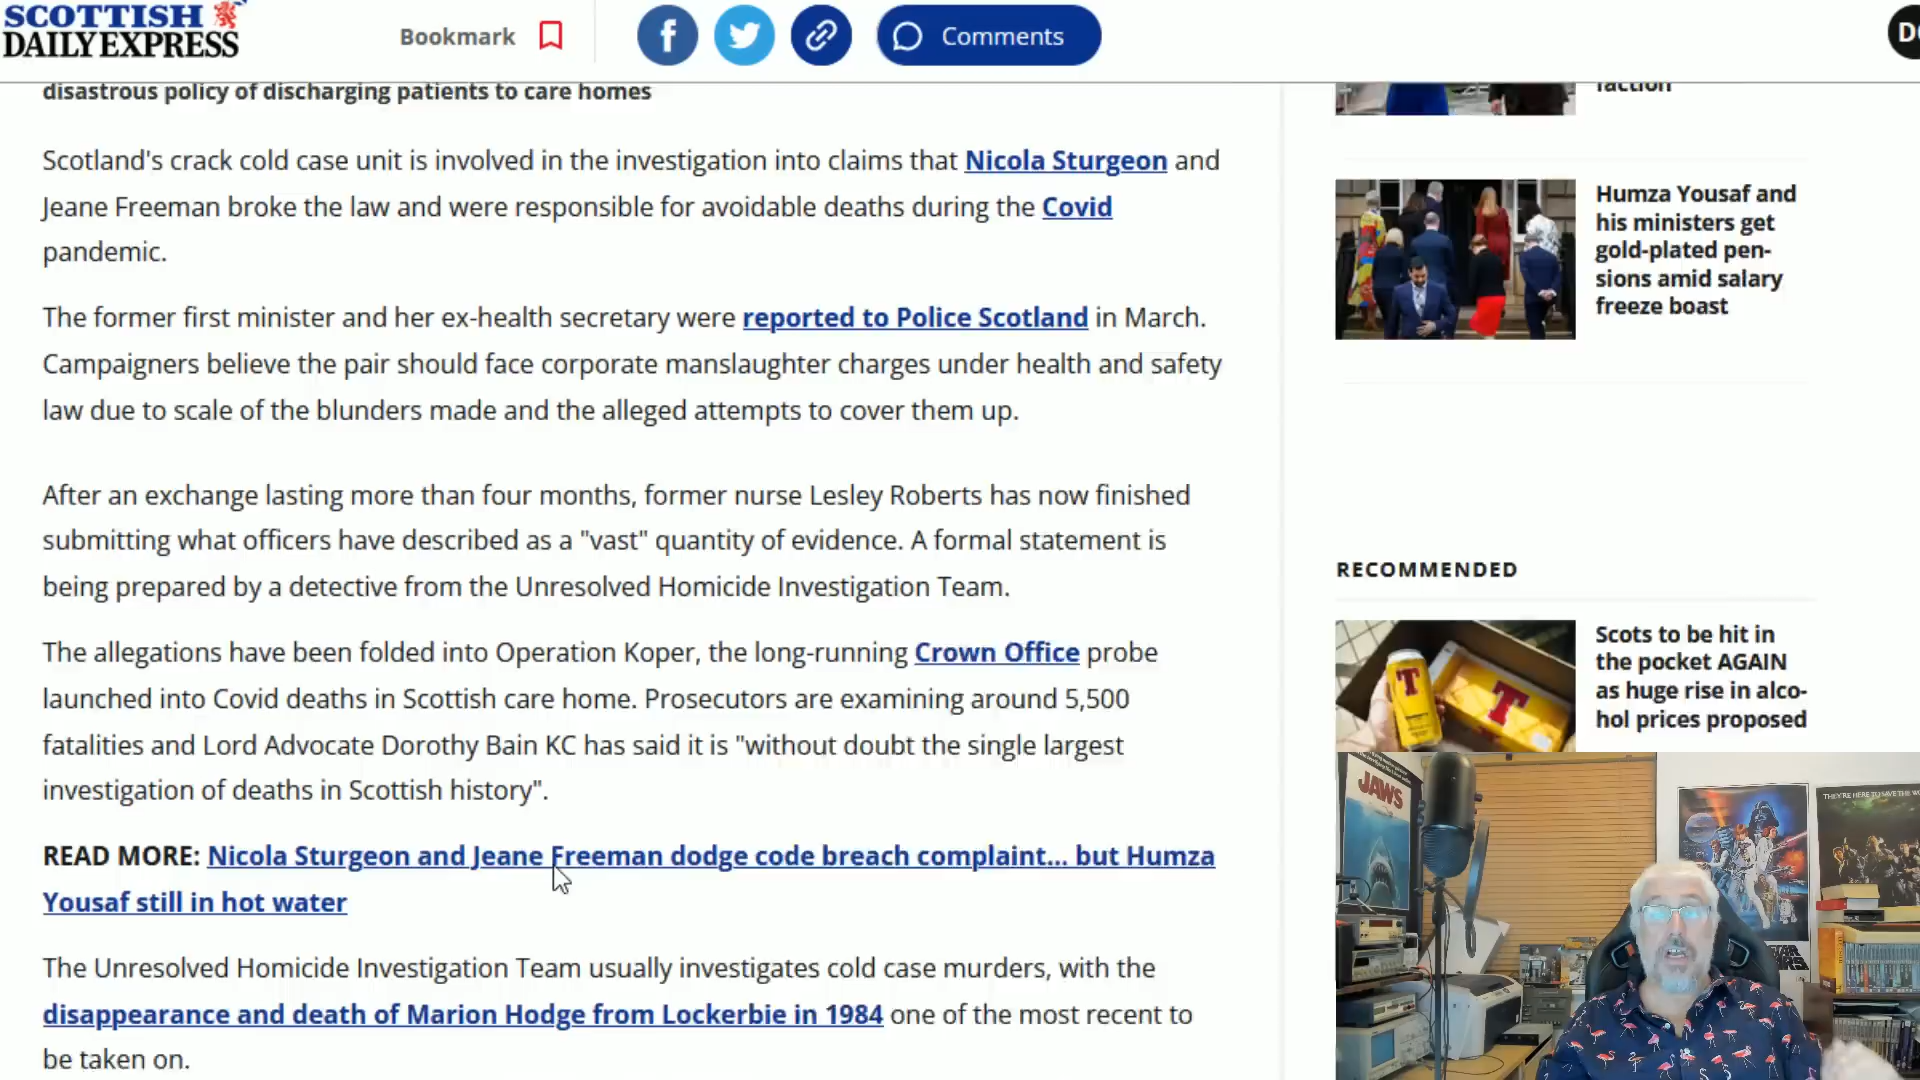 SCOTTISH
DAILY EXPRESS
Bookmark
Comments
disastrous policy of discharging patients to care homes
Scotland's crack cold case unit is involved in the investigation into claims that Nicola Sturgeon and
Jeane Freeman broke the law and were responsible for avoidable deaths during the Covid
pandemic.
The former first minister and her ex-health secretary were reported to Police Scotland in March.
Campaigners believe the pair should face corporate manslaughter charges under health and safety
law due to scale of the blunders made and the alleged attempts to cover them up.
After an exchange lasting more than four months, former nurse Lesley Roberts has now finished
submitting what officers have described as a "vast" quantity of evidence. A formal statement is
being prepared by a detective from the Unresolved Homicide Investigation Team.
The allegations have been folded into Operation Koper, the long-running Crown Office probe
launched into Covid deaths in Scottish care home. Prosecutors are examining around 5,500
fatalities and Lord Advocate Dorothy Bain KC has said it is "without doubt the single largest
investigation of deaths in Scottish history".
READ MORE: Nicola Sturgeon and Jeane Freeman dodge code breach complaint... but Humza
Yousaf still in hot water
The Unresolved Homicide Investigation Team usually investigates cold case murders, with the
disappearance and death of Marion Hodge from Lockerbie in 1984 one of the most recent to
be taken on.
faction
Humza Yousaf and
his ministers get
gold-plated pen-
sions amid salary
freeze boast
RECOMMENDED
Scots to be hit in
the pocket AGAIN
as huge rise in alco-
hol prices proposed
T
T
JAWS
THEY'RE HERE TO SAVE THE